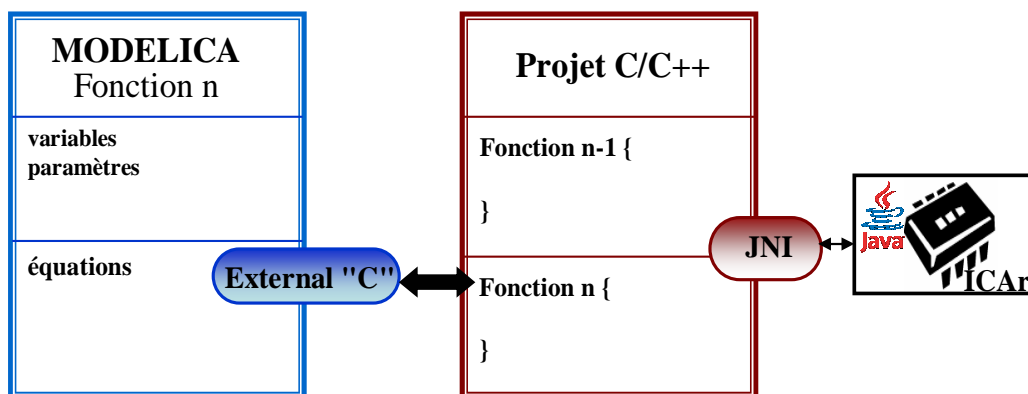 MODELICA
Fonction n
variables
paramètres
équations
External "C"
Projet C/C++
Fonction n-1 {
}
Fonction n {
}
JNI
Java
ICAr